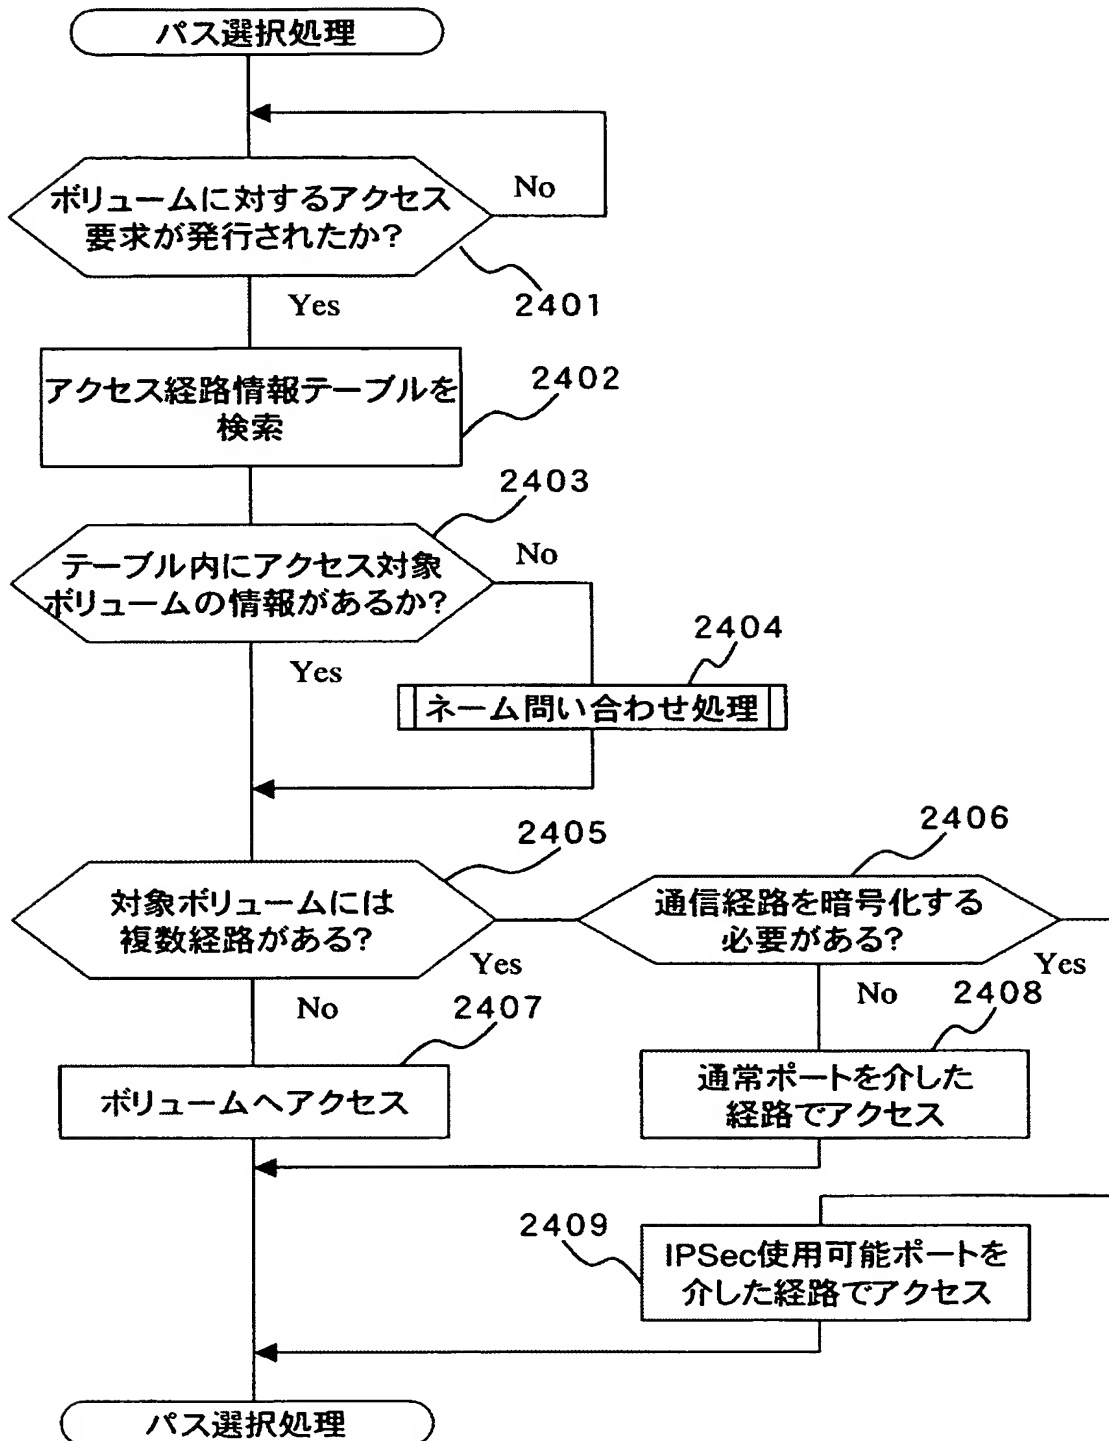 パス選択処理
ボリュームに対するアクセス
要求が発行されたか?
No
2401
Yes
アクセス経路情報テーブルを
検索
2402
2403
テーブル内にアクセス対象
ボリュームの情報があるか?
No
Yes
2404
ネーム問い合わせ処理
2405
対象ボリュームには
複数経路がある?
Yes
No
2406
通信経路を暗号化する
必要がある?
Yes
No
2407
ボリュームへアクセス
2408
通常ポートを介した
経路でアクセス
2409
IPSec使用可能ポートを
介した経路でアクセス
パス選択処理